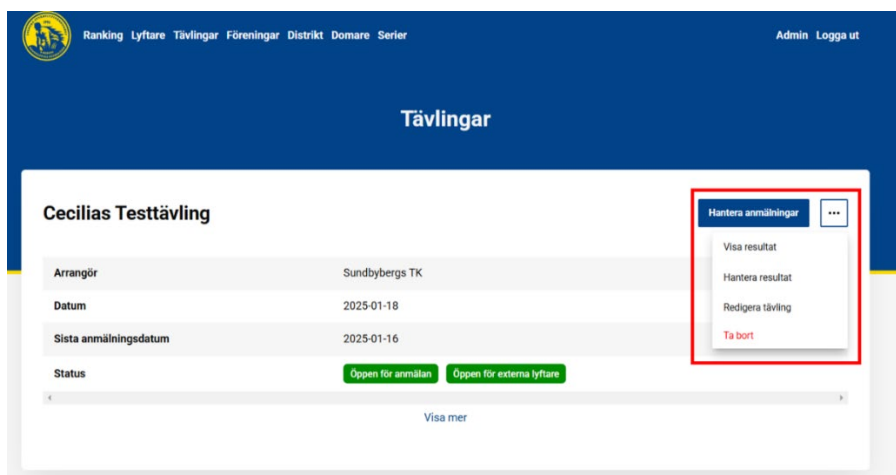 Ranking Lyftare Tävlingar Föreningar Distrikt Domare Serier Admin Logga ut
Tävlingar
Cecilias Testtävling
Hantera anmälningar ...
Visa resultat
Hantera resultat
Redigera tävling
Ta bort
Arrangör Sundbybergs TK
Datum 2025-01-18
Sista anmälningsdatum 2025-01-16
Status Öppen för anmälan Öppen för externa lyftare
Visa mer